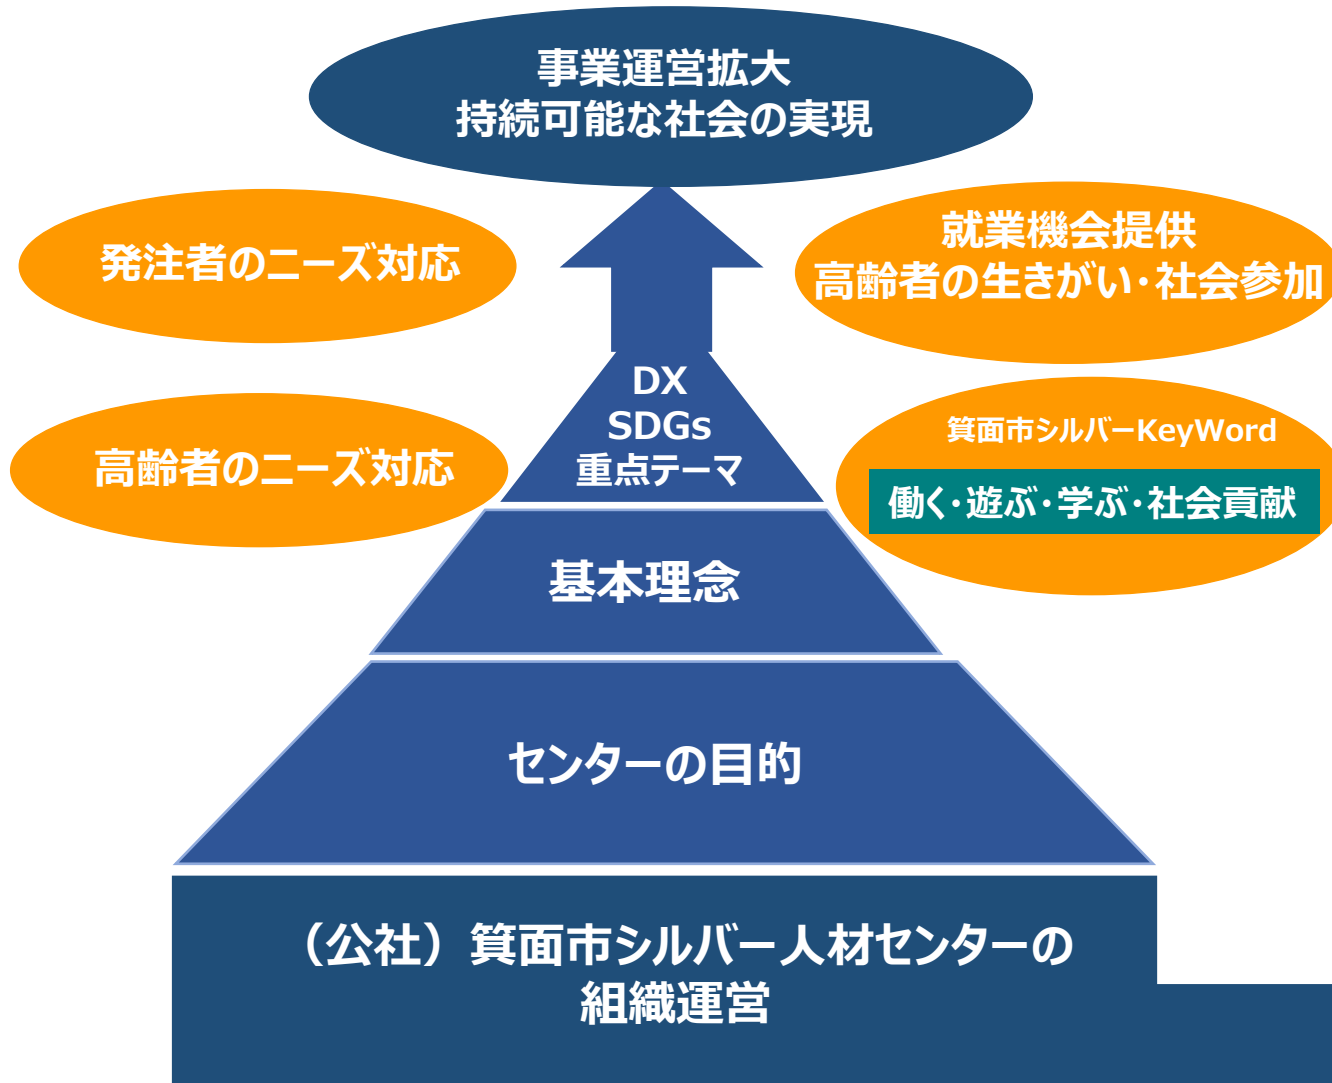 事業運営拡大
持続可能な社会の実現
発注者のニーズ対応
就業機会提供
高齢者の生きがい・社会参加
DX
SDGs
重点テーマ
高齢者のニーズ対応
箕面市シルバーKeyWord
働く・遊ぶ・学ぶ・社会貢献
基本理念
センターの目的
（公社）箕面市シルバー人材センターの
組織運営